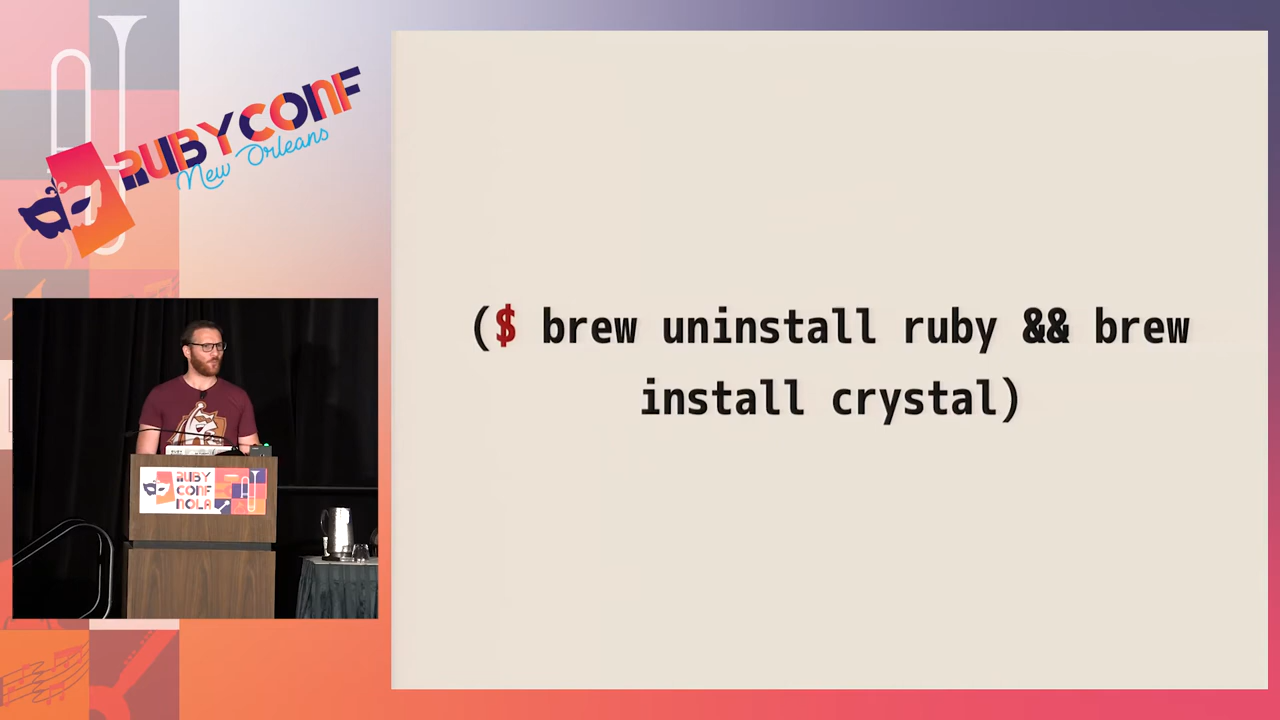 RUBYCONF
New Orleans
($ brew uninstall ruby && brew
install crystal)
RUBY
CONF
NOLA